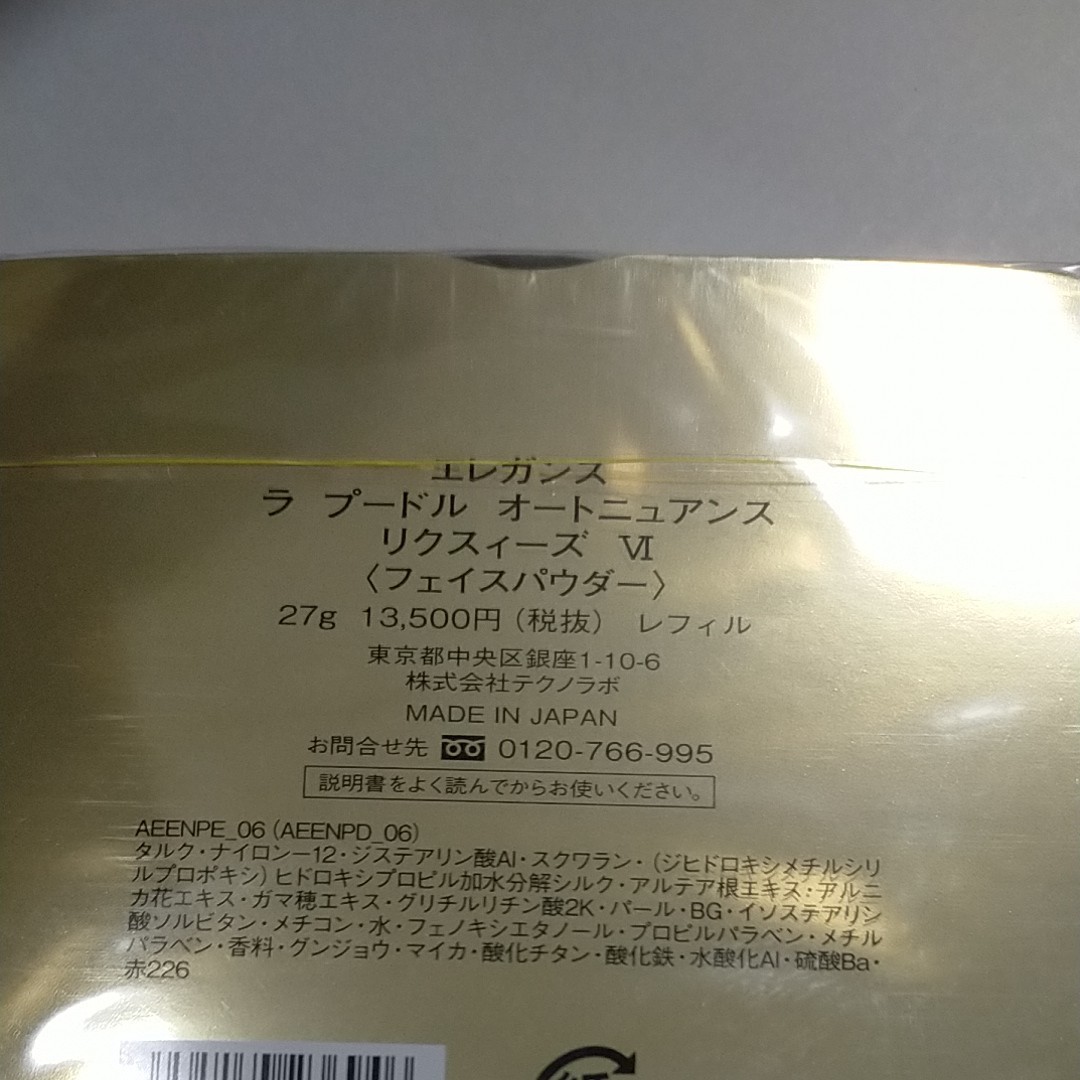 エレガンス
ラ プードル オートニュアンス
リクスィーズ Ⅵ
〈フェイスパウダー〉
27g 13,500円（税抜） レフィル
東京都中央区銀座1-10-6
株式会社テクノラボ
MADE IN JAPAN
お問合せ先 0120-766-995
説明書をよく読んでからお使いください。
AEENPE_06 (AEENPD_06)
タルク・ナイロン－12・ジステアリン酸Al・スクワラン・（ジヒドロキシメチルシリ
ルプロポキシ）ヒドロキシプロピル加水分解シルク・アルテア根エキス・アルニ
カ花エキス・ガマ穂エキス・グリチルリチン酸2K・パール・BG・イソステアリン
酸ソルビタン・メチコン・水・フェノキシエタノール・プロピルパラベン・メチル
パラベン・香料・グンジョウ・マイカ・酸化チタン・酸化鉄・水酸化Al・硫酸Ba・
赤226